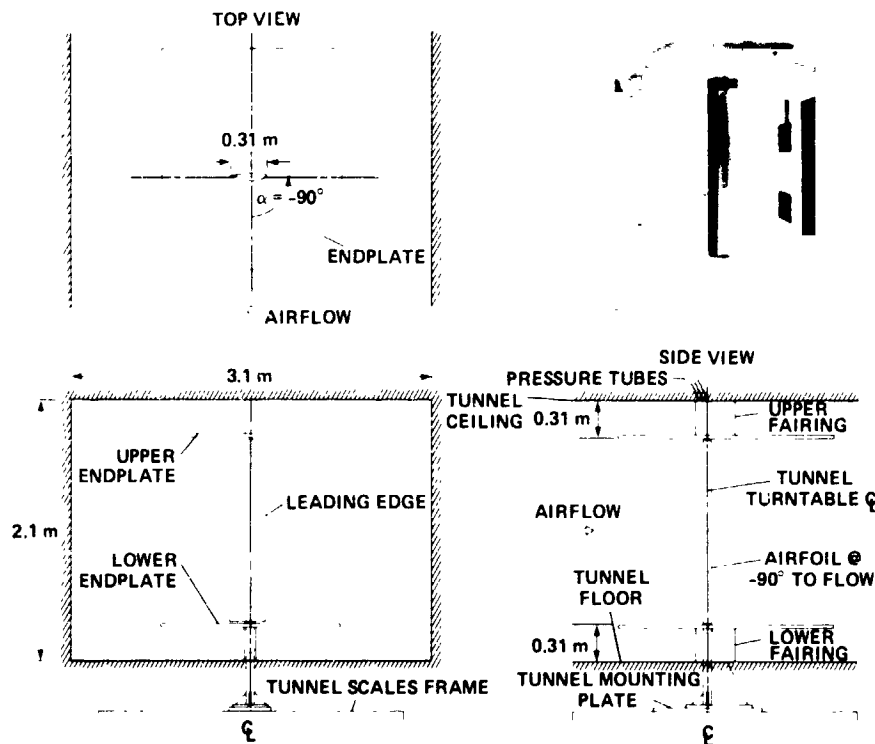 TOP VIEW
0.31 m
α = -90°
ENDPLATE
AIRFLOW
3.1 m
UPPER
ENDPLATE
LEADING EDGE
2.1 m
LOWER
ENDPLATE
TUNNEL SCALES FRAME
℄
SIDE VIEW
PRESSURE TUBES
TUNNEL
CEILING
0.31 m
UPPER
FAIRING
TUNNEL
TURNTABLE ℄
AIRFLOW
AIRFOIL @
-90° TO FLOW
TUNNEL
FLOOR
0.31 m
LOWER
FAIRING
TUNNEL MOUNTING
PLATE
℄